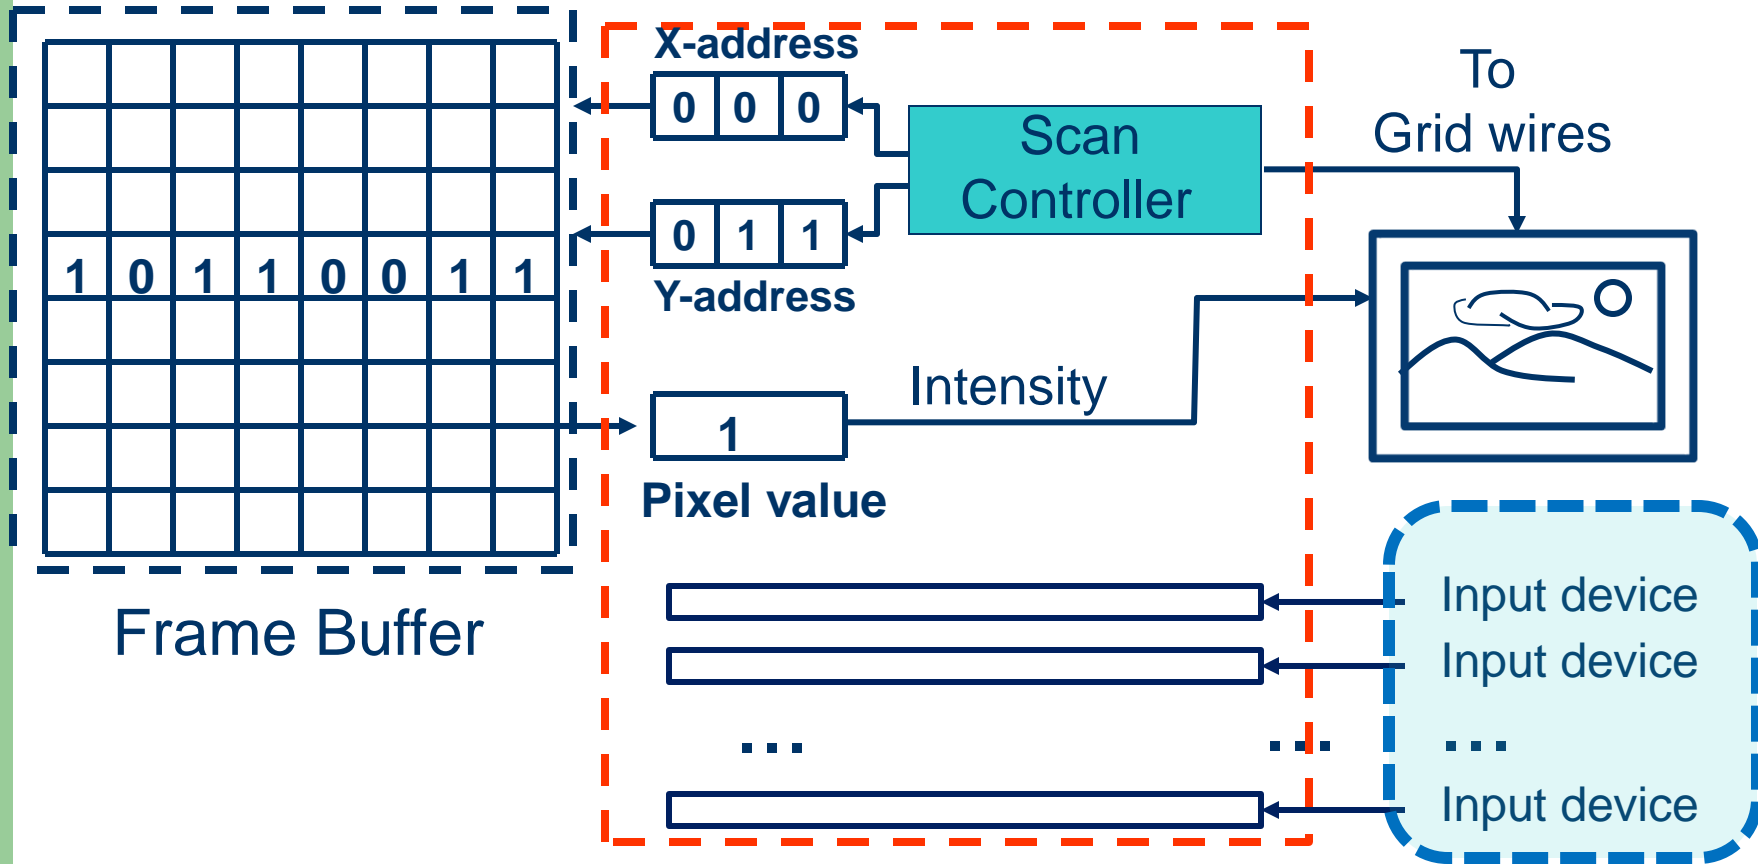 X-address
0 0 0
Scan
Controller
To
Grid wires
0 1 1
Y-address
1 0 1 1 0 0 1 1
Intensity
1
Pixel value
Frame Buffer
Input device
Input device
... ... ...
Input device